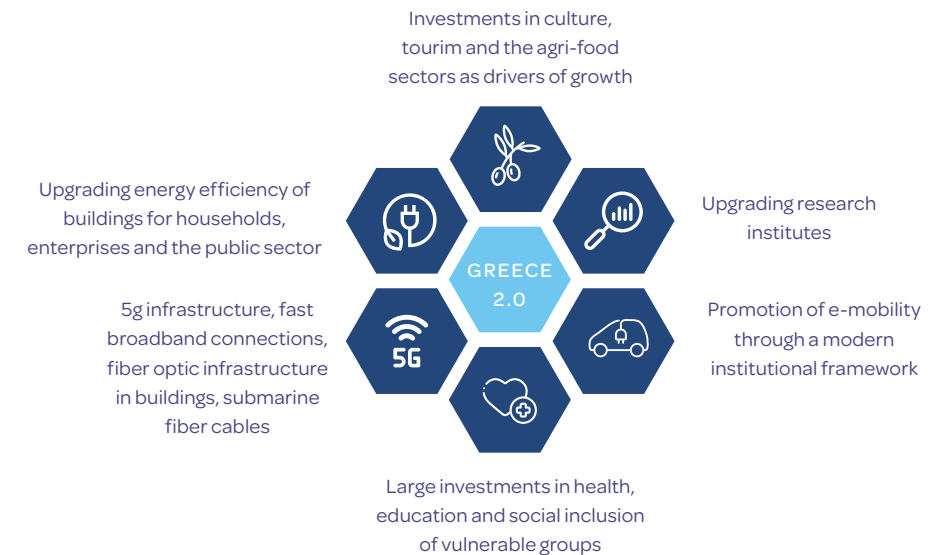 Investments in culture,
tourim and the agri-food
sectors as drivers of growth
Upgrading energy efficiency of
buildings for households,
enterprises and the public sector
Upgrading research
institutes
GREECE
2.0
5g infrastructure, fast
broadband connections,
fiber optic infrastructure
in buildings, submarine
fiber cables
5G
Promotion of e-mobility
through a modern
institutional framework
Large investments in health,
education and social inclusion
of vulnerable groups